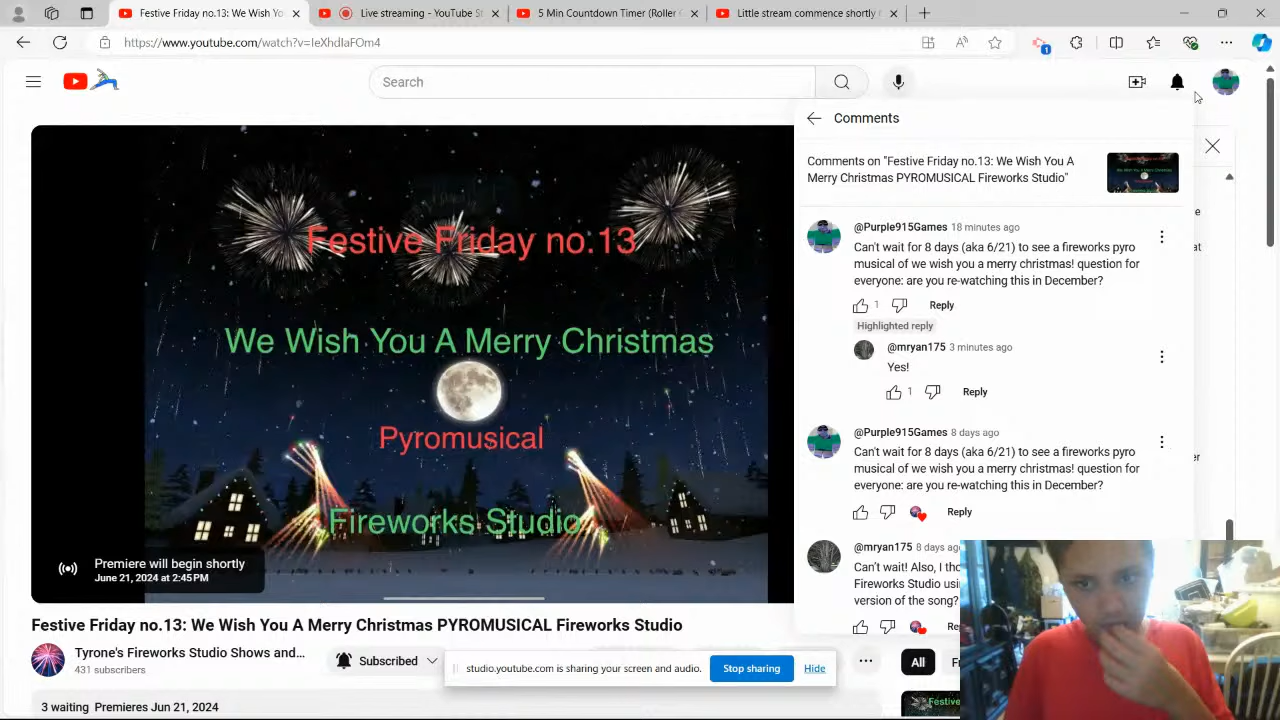 Festive Friday no.13: We Wish Yo
Live streaming - YouTube St
5 Min Countdown Timer (Roller C
Little stream commence shortly
https://www.youtube.com/watch?v=IeXhdIaFOm4
1
Search
Festive Friday no.13
We Wish You A Merry Christmas
Pyromusical
Fireworks Studio
Premiere will begin shortly
June 21, 2024 at 2:45 PM
Festive Friday no.13: We Wish You A Merry Christmas PYROMUSICAL Fireworks Studio
Tyrone's Fireworks Studio Shows and...
431 subscribers
Subscribed
3 waiting Premieres Jun 21, 2024
studio.youtube.com is sharing your screen and audio.
Stop sharing
Hide
All
Comments
Comments on "Festive Friday no.13: We Wish You A
Merry Christmas PYROMUSICAL Fireworks Studio"
@Purple915Games 18 minutes ago
Can't wait for 8 days (aka 6/21) to see a fireworks pyro
musical of we wish you a merry christmas! question for
everyone: are you re-watching this in December?
1 Reply
Highlighted reply
@mryan175 3 minutes ago
Yes!
1 Reply
@Purple915Games 8 days ago
Can't wait for 8 days (aka 6/21) to see a fireworks pyro
musical of we wish you a merry christmas! question for
everyone: are you re-watching this in December?
Reply
@mryan175 8 days ago
Can't wait! Also, I tho
Fireworks Studio usi
version of the song?
Re